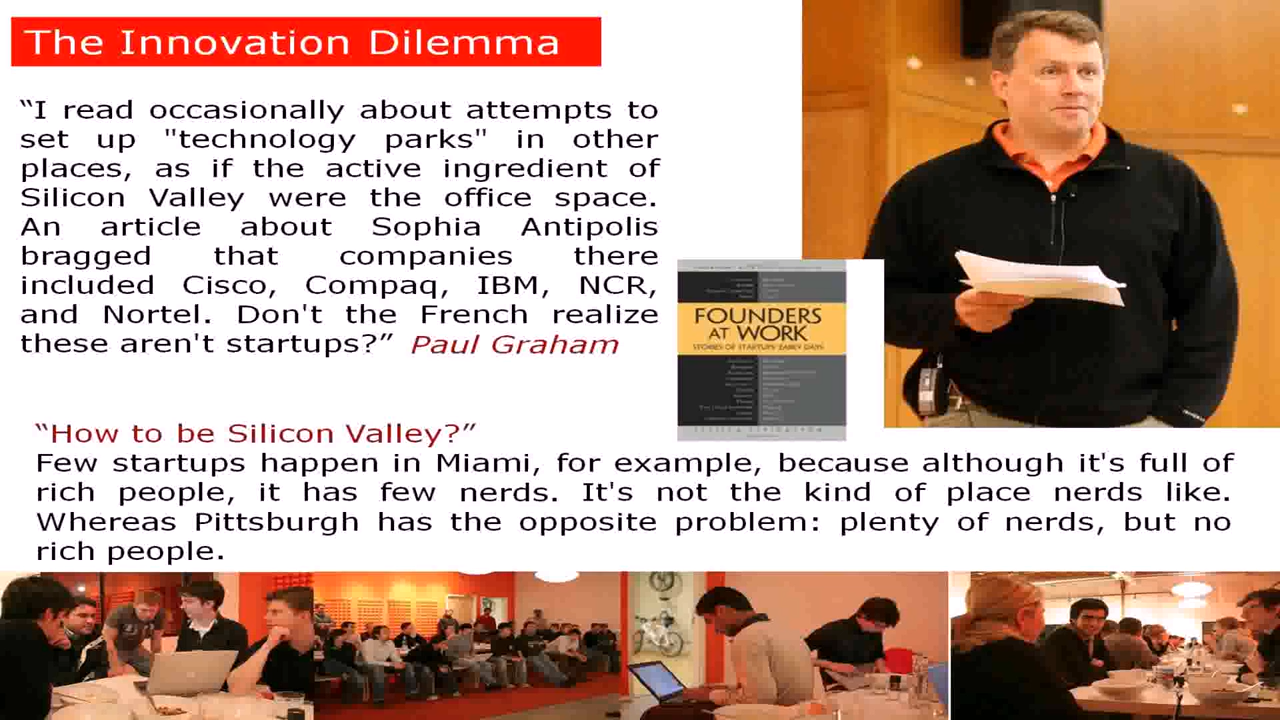 The Innovation Dilemma
“I read occasionally about attempts to
set up "technology parks" in other
places, as if the active ingredient of
Silicon Valley were the office space.
An article about Sophia Antipolis
bragged that companies there
included Cisco, Compaq, IBM, NCR,
and Nortel. Don't the French realize
these aren't startups?” Paul Graham
FOUNDERS
AT WORK
STORIES OF STARTUPS' EARLY DAYS
“How to be Silicon Valley?”
Few startups happen in Miami, for example, because although it's full of
rich people, it has few nerds. It's not the kind of place nerds like.
Whereas Pittsburgh has the opposite problem: plenty of nerds, but no
rich people.